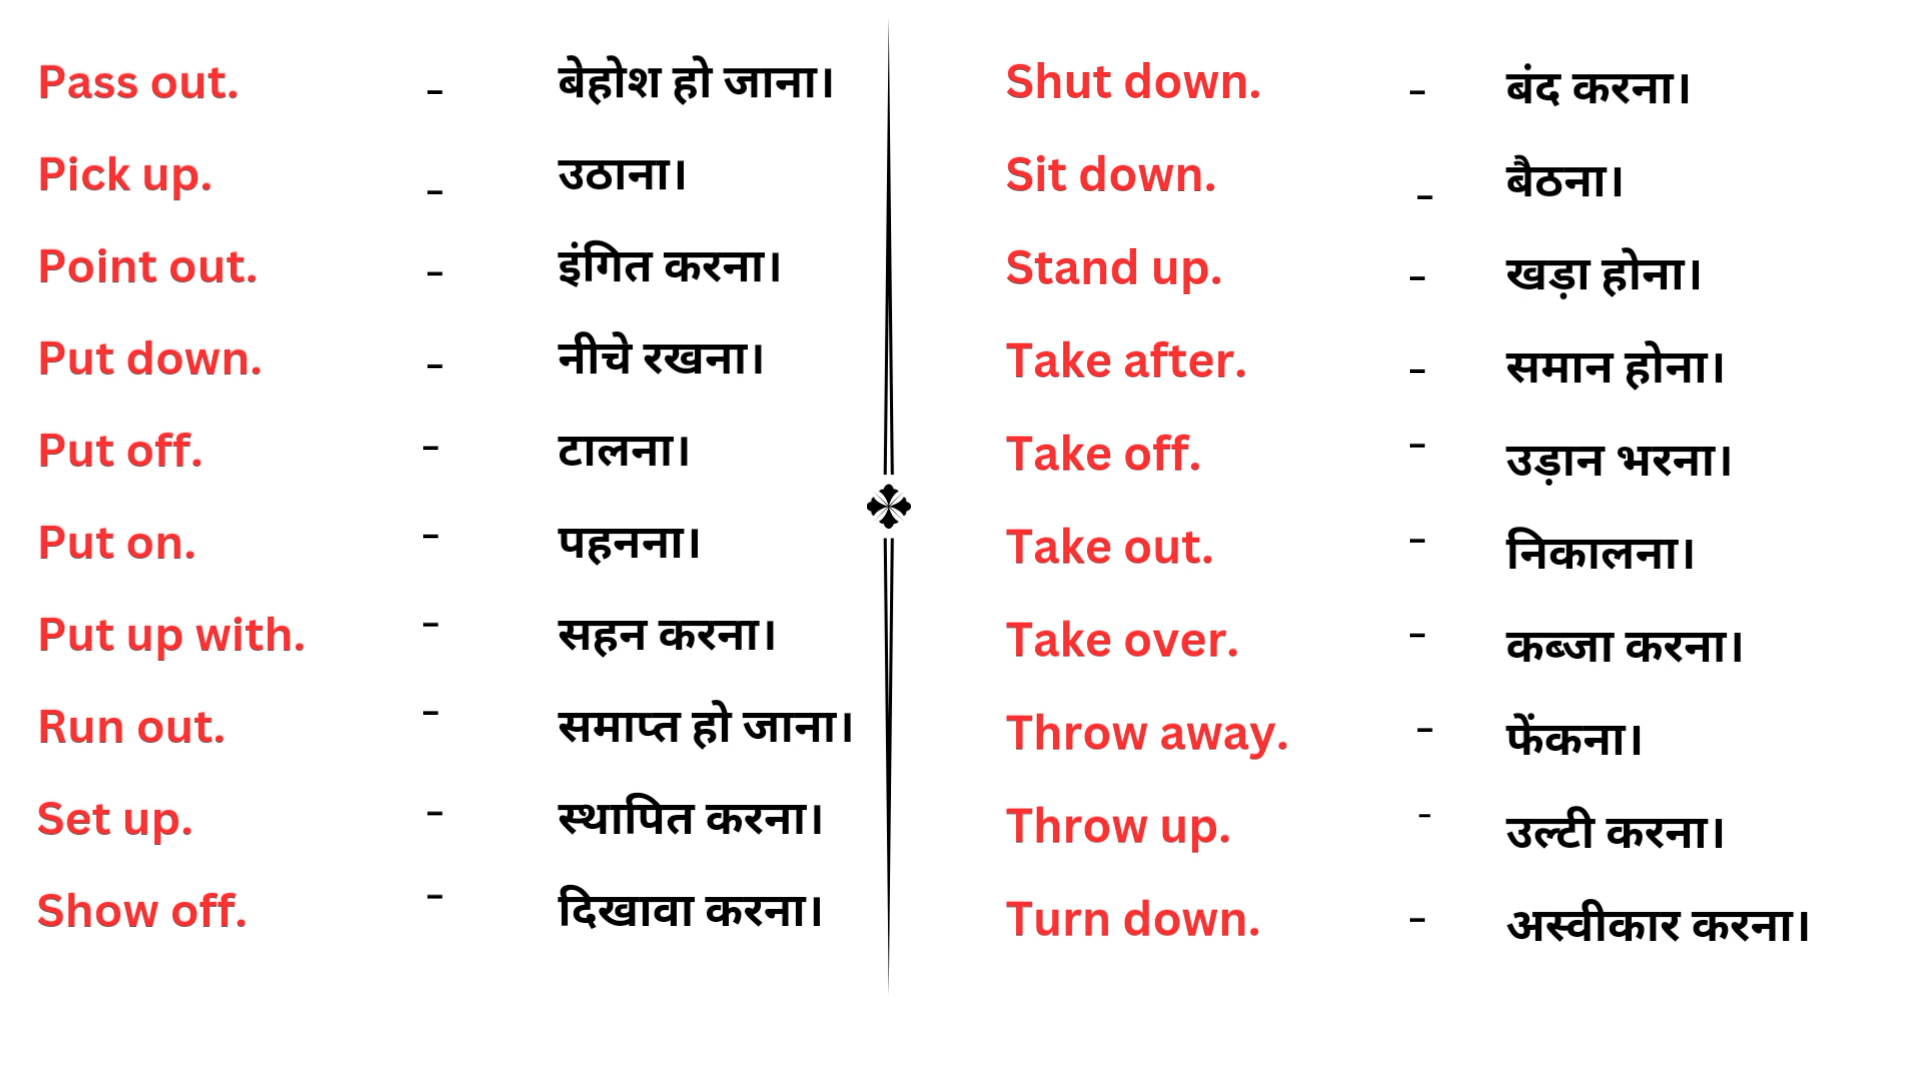 Pass out. - बेहोश हो जाना।
Pick up. - उठाना।
Point out. - इंगित करना।
Put down. - नीचे रखना।
Put off. - टालना।
Put on. - पहनना।
Put up with. - सहन करना।
Run out. - समाप्त हो जाना।
Set up. - स्थापित करना।
Show off. - दिखावा करना।
Shut down. - बंद करना।
Sit down. - बैठना।
Stand up. - खड़ा होना।
Take after. - समान होना।
Take off. - उड़ान भरना।
Take out. - निकालना।
Take over. - कब्जा करना।
Throw away. - फेंकना।
Throw up. - उल्टी करना।
Turn down. - अस्वीकार करना।